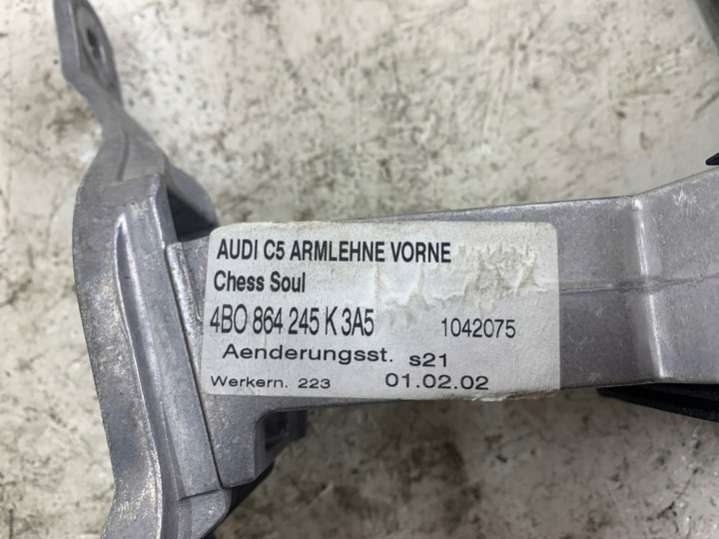 AUDI C5 ARMLEHNE VORNE
Chess Soul
4B0 864 245 K 3A5 1042075
Aenderungsst. s21
Werkern. 223 01.02.02